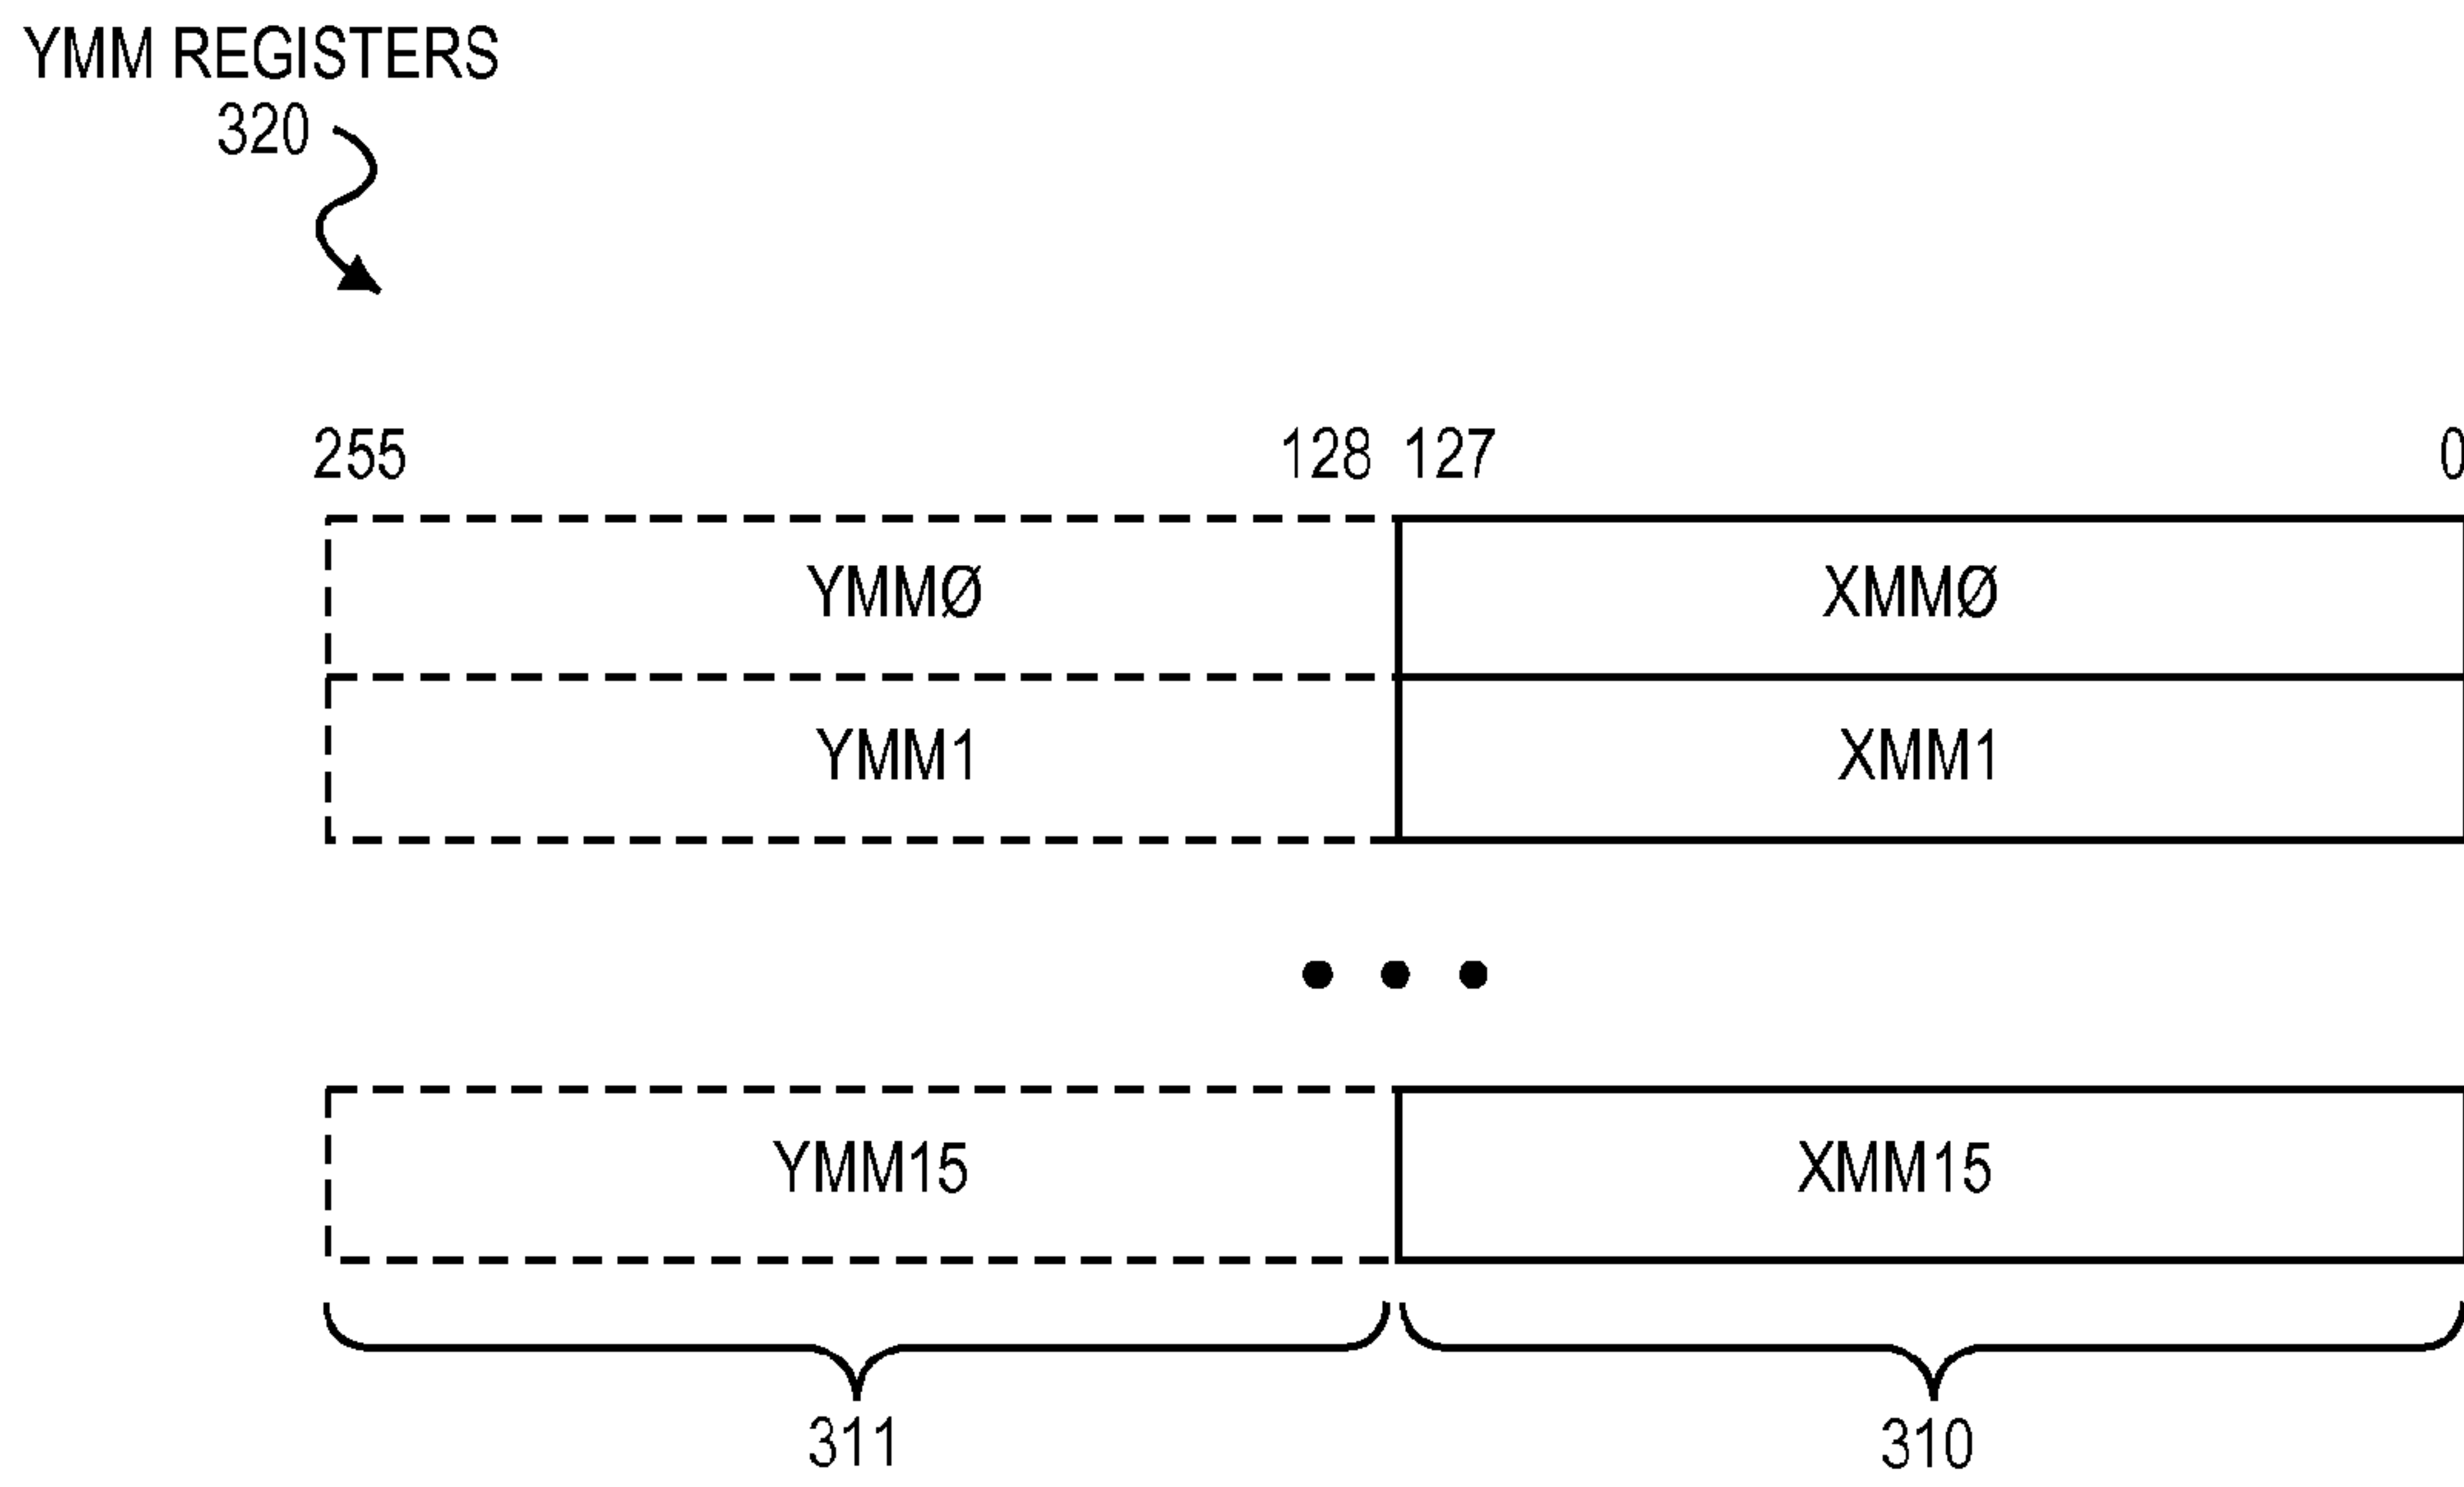 YMM REGISTERS
320
255 128 127 0
YMMØ XMMØ
YMM1 XMM1
YMM15 XMM15
311 310